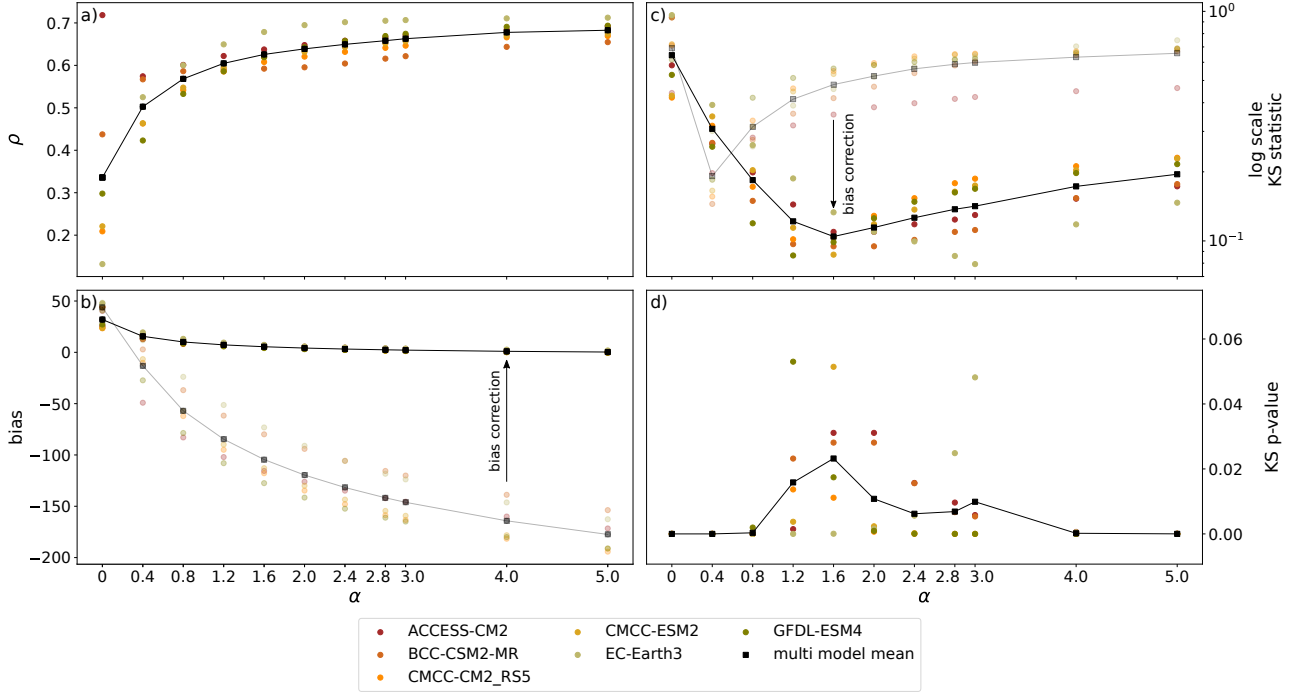 a)
0.7
0.6
0.5
0.4
0.3
0.2
ρ
c)
10⁰
10⁻¹
log scale
KS statistic
bias correction
b)
50
0
−50
−100
−150
−200
bias
bias correction
0 0.4 0.8 1.2 1.6 2.0 2.4 2.8 3.0 4.0 5.0
α
d)
0.06
0.04
0.02
0.00
KS p-value
0 0.4 0.8 1.2 1.6 2.0 2.4 2.8 3.0 4.0 5.0
α
ACCESS-CM2
BCC-CSM2-MR
CMCC-CM2_RS5
CMCC-ESM2
EC-Earth3
GFDL-ESM4
multi model mean